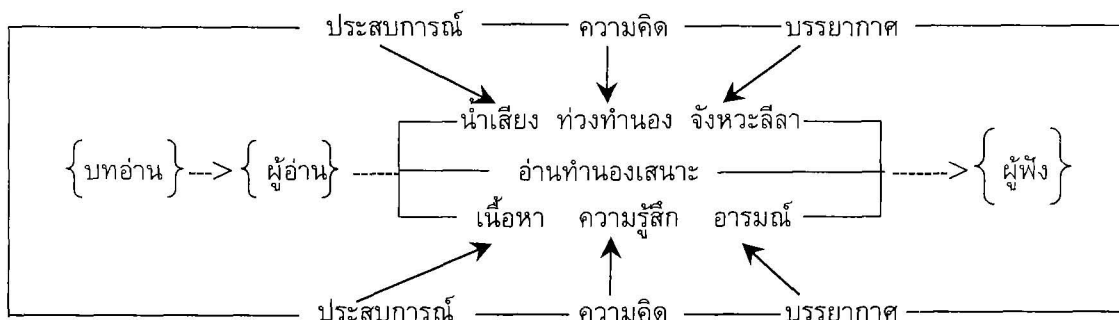 ประสบการณ์ ความคิด บรรยากาศ
น้ำเสียง ท่วงทำนอง จังหวะลีลา
{บทอ่าน} ---> {ผู้อ่าน} อ่านทำนองเสนาะ {ผู้ฟัง}
เนื้อหา ความรู้สึก อารมณ์
ประสบการณ์ ความคิด บรรยากาศ